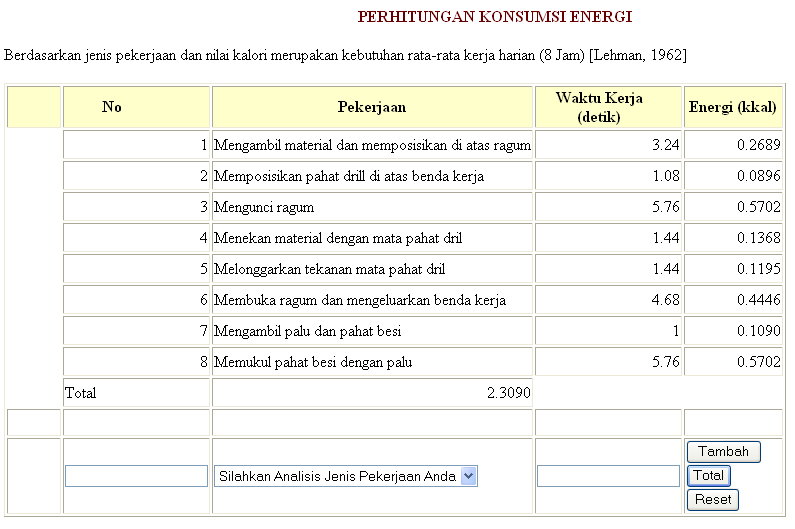 PERHITUNGAN KONSUMSI ENERGI
Berdasarkan jenis pekerjaan dan nilai kalori merupakan kebutuhan rata-rata kerja harian (8 Jam) [Lehman, 1962]
No Pekerjaan Waktu Kerja (detik) Energi (kkal)
1 Mengambil material dan memposisikan di atas ragum 3.24 0.2689
2 Memposisikan pahat drill di atas benda kerja 1.08 0.0896
3 Mengunci ragum 5.76 0.5702
4 Menekan material dengan mata pahat dril 1.44 0.1368
5 Melonggarkan tekanan mata pahat dril 1.44 0.1195
6 Membuka ragum dan mengeluarkan benda kerja 4.68 0.4446
7 Mengambil palu dan pahat besi 1 0.1090
8 Memukul pahat besi dengan palu 5.76 0.5702
Total 2.3090
Silahkan Analisis Jenis Pekerjaan Anda
Tambah
Total
Reset